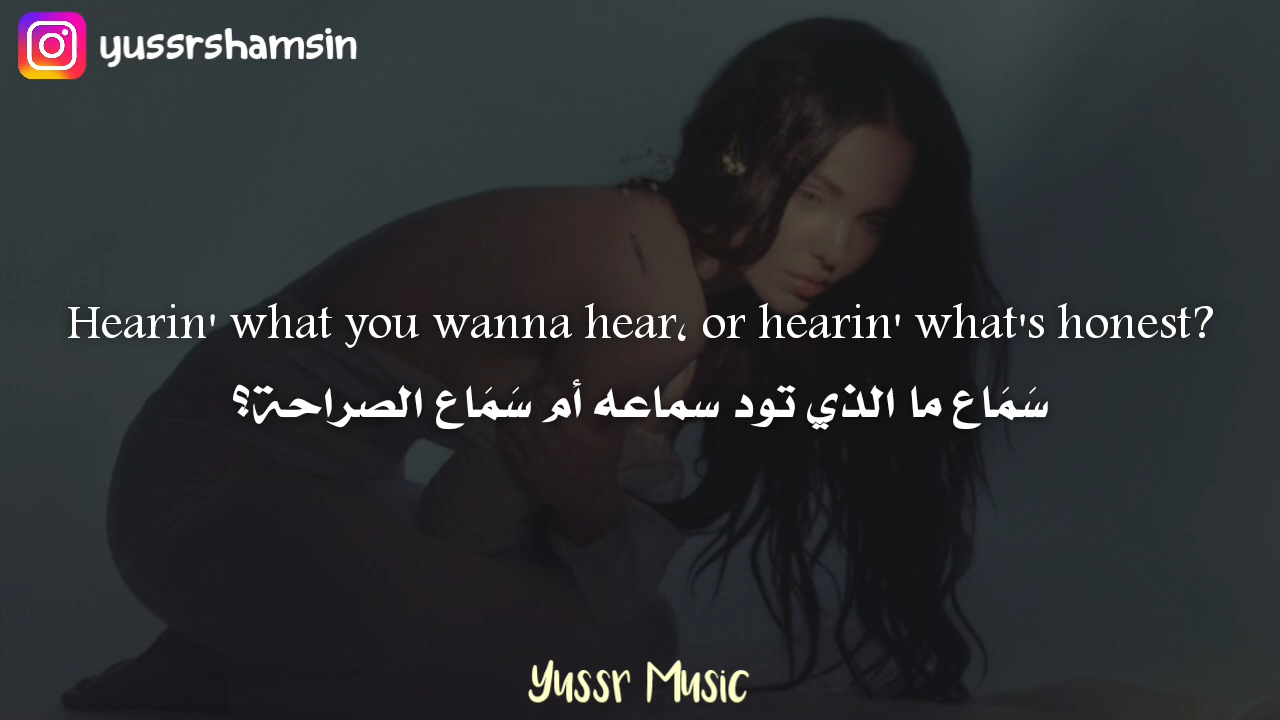 yussrshamsin
Hearin' what you wanna hear، or hearin' what's honest?
سَمَاع ما الذي تود سماعه أم سَمَاع الصراحة؟
Yussr Music